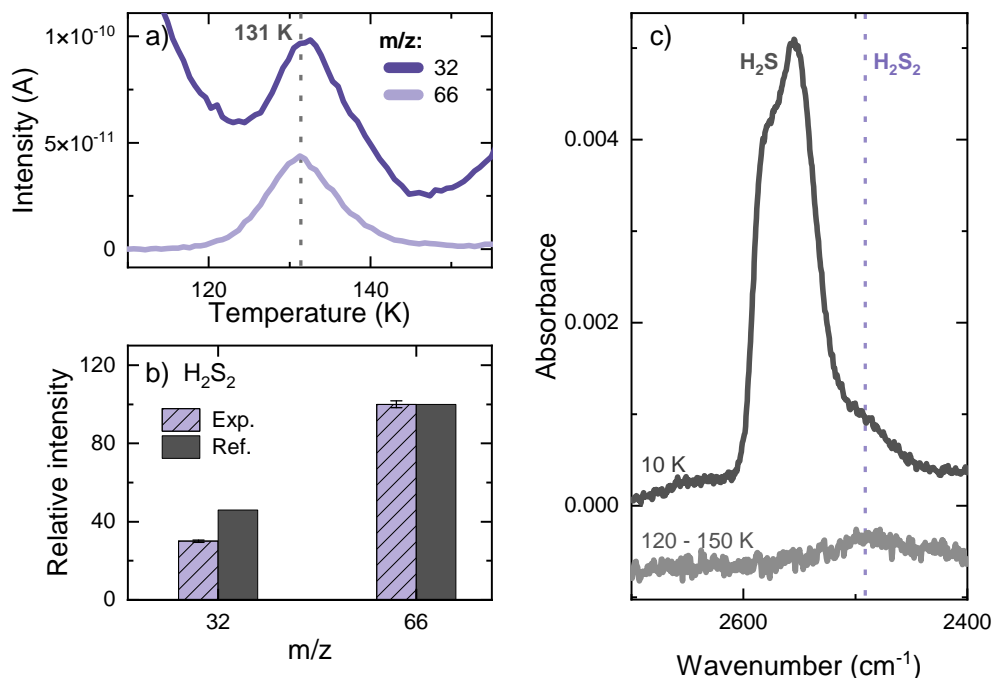 a)
131 K
m/z:
32
66
1×10⁻¹⁰
5×10⁻¹¹
0
Intensity (A)
120
140
Temperature (K)
b)
H₂S₂
Exp.
Ref.
120
80
40
0
Relative intensity
32
66
m/z
c)
H₂S
H₂S₂
0.004
0.002
0.000
Absorbance
10 K
120 - 150 K
2600
2400
Wavenumber (cm⁻¹)